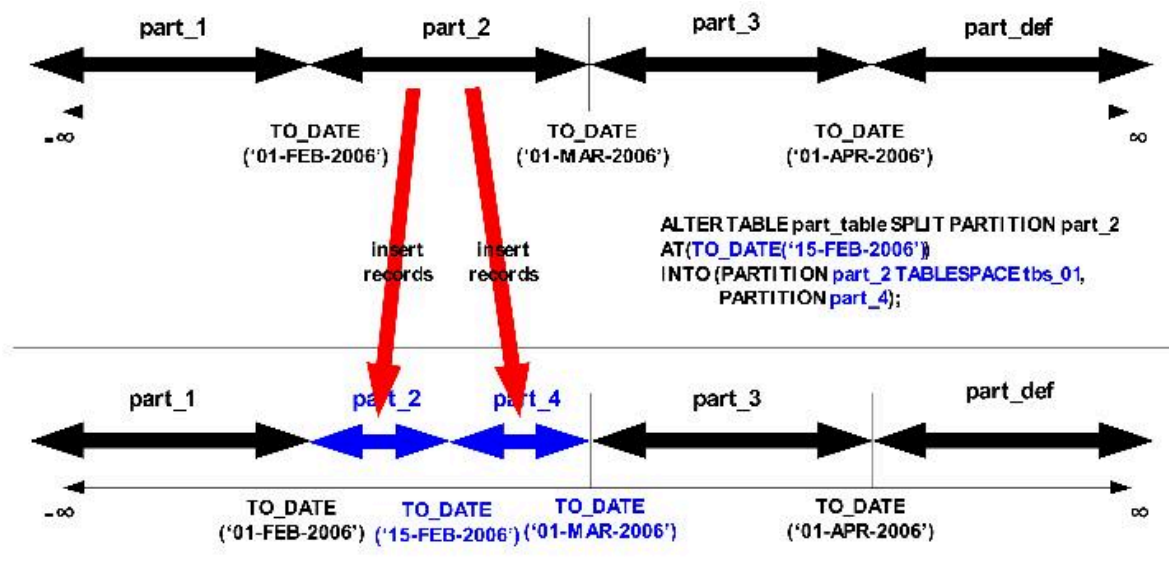 part_1 part_2 part_3 part_def
-∞ ∞
TO_DATE TO_DATE TO_DATE
('01-FEB-2006') ('01-MAR-2006') ('01-APR-2006')
ALTER TABLE part_table SPLIT PARTITION part_2
AT(TO_DATE('15-FEB-2006'))
INTO (PARTITION part_2 TABLESPACE tbs_01,
PARTITION part_4);
insert insert
records records
part_1 part_2 part_4 part_3 part_def
-∞ ∞
TO_DATE TO_DATE TO_DATE TO_DATE
('01-FEB-2006') ('15-FEB-2006') ('01-MAR-2006') ('01-APR-2006')